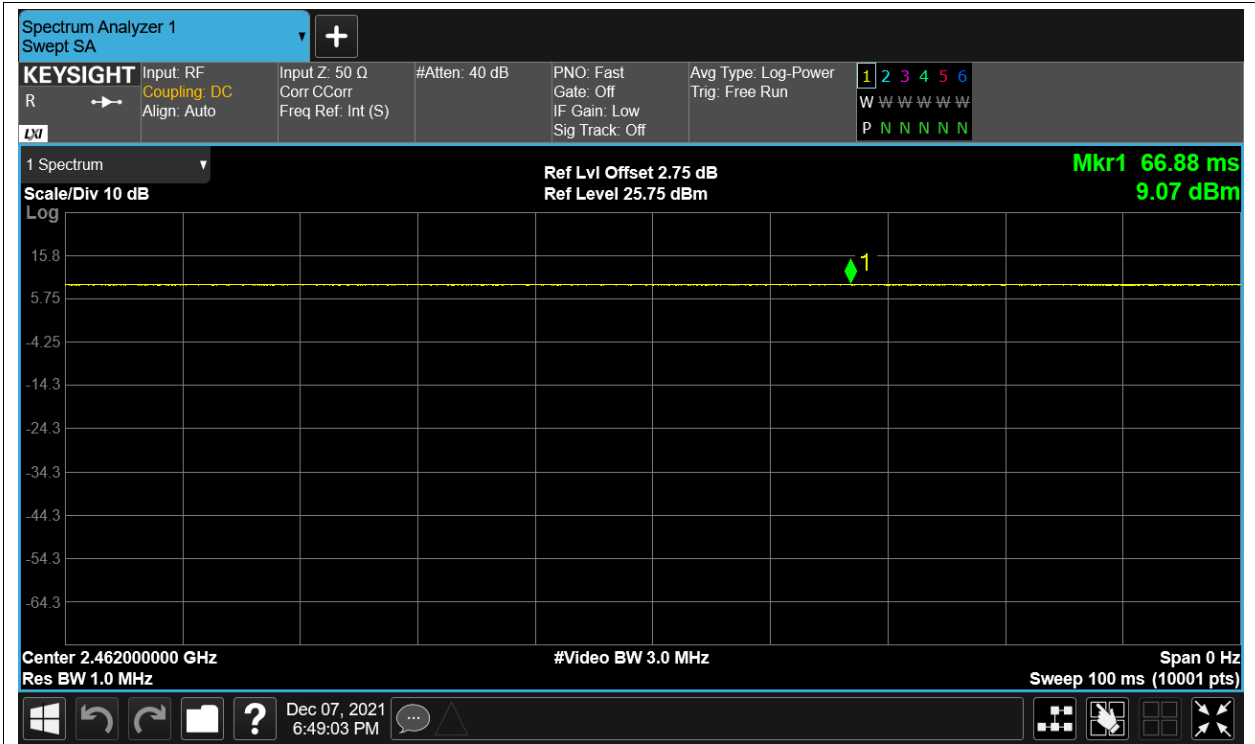 Spectrum Analyzer 1
Swept SA
KEYSIGHT
R
LXI
Input: RF
Coupling: DC
Align: Auto
Input Z: 50 Ω
Corr CCorr
Freq Ref: Int (S)
#Atten: 40 dB
PNO: Fast
Gate: Off
IF Gain: Low
Sig Track: Off
Avg Type: Log-Power
Trig: Free Run
1 2 3 4 5 6
W W W W W W
P N N N N N
1 Spectrum
Scale/Div 10 dB
Ref Lvl Offset 2.75 dB
Ref Level 25.75 dBm
Mkr1 66.88 ms
9.07 dBm
Log
15.8
5.75
-4.25
-14.3
-24.3
-34.3
-44.3
-54.3
-64.3
1
Center 2.462000000 GHz
Res BW 1.0 MHz
#Video BW 3.0 MHz
Span 0 Hz
Sweep 100 ms (10001 pts)
?
Dec 07, 2021
6:49:03 PM